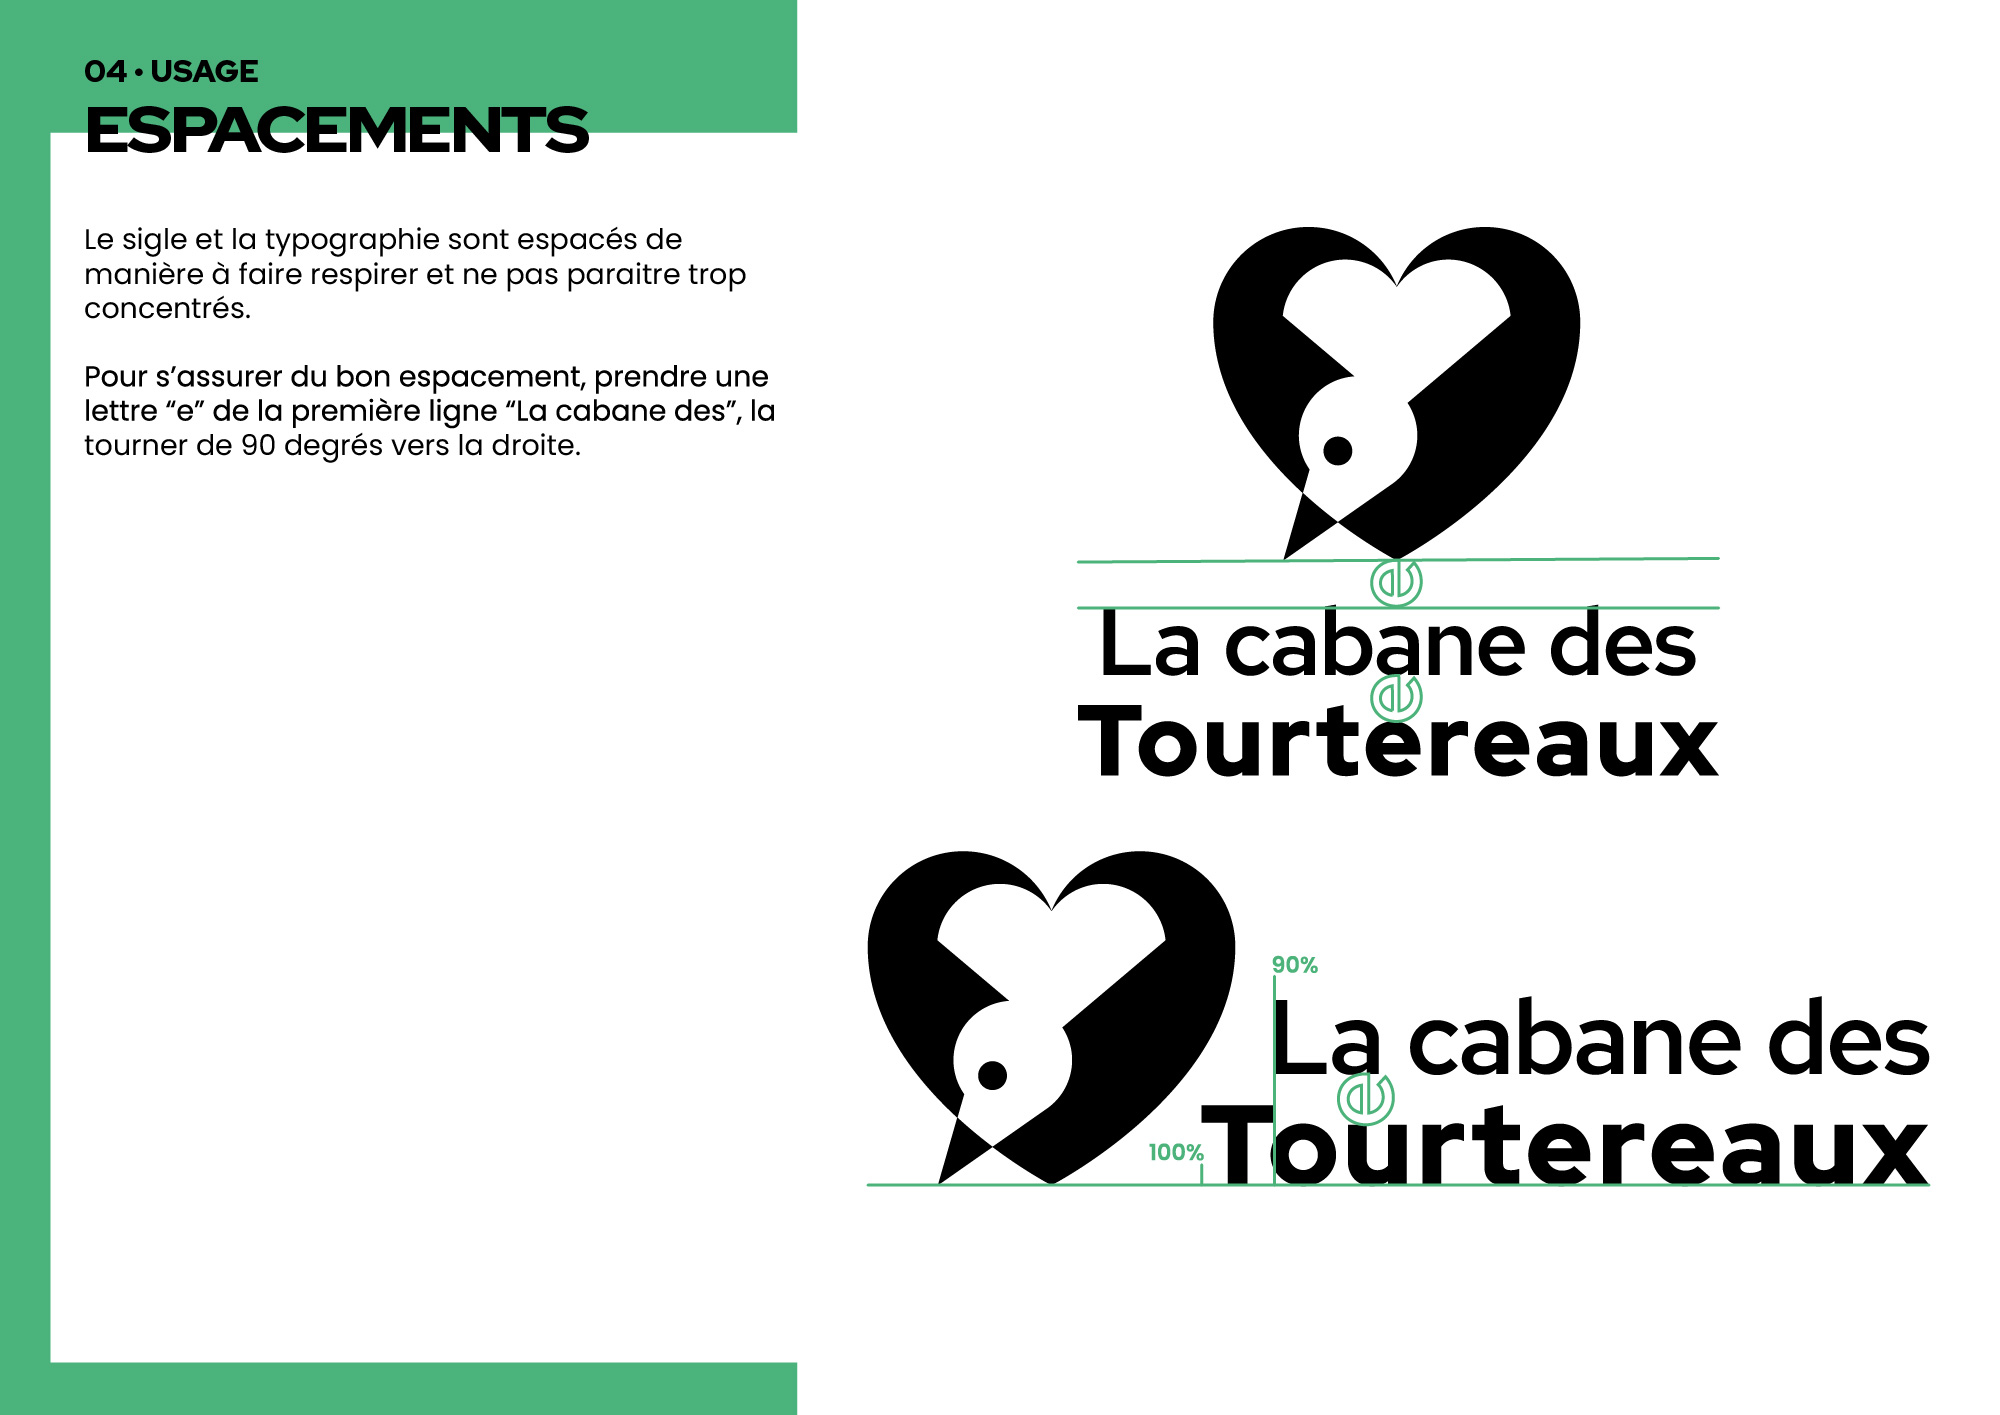 04 • USAGE
ESPACEMENTS
Le sigle et la typographie sont espacés de
manière à faire respirer et ne pas paraitre trop
concentrés.
Pour s’assurer du bon espacement, prendre une
lettre “e” de la première ligne “La cabane des”, la
tourner de 90 degrés vers la droite.
e
La cabane des
e
Tourtereaux
90%
La cabane des
e
100%
Tourtereaux